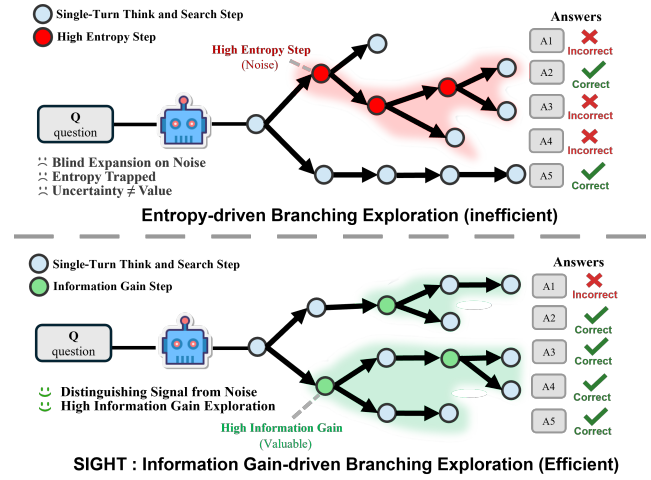 Single-Turn Think and Search Step
High Entropy Step
Answers
High Entropy Step
(Noise)
A1
Incorrect
A2
Correct
A3
Incorrect
A4
Incorrect
A5
Correct
Q
question
Blind Expansion on Noise
Entropy Trapped
Uncertainty ≠ Value
Entropy-driven Branching Exploration (inefficient)
Single-Turn Think and Search Step
Information Gain Step
Answers
A1
Incorrect
A2
Correct
A3
Correct
A4
Correct
A5
Correct
Q
question
Distinguishing Signal from Noise
High Information Gain Exploration
High Information Gain
(Valuable)
SIGHT : Information Gain-driven Branching Exploration (Efficient)